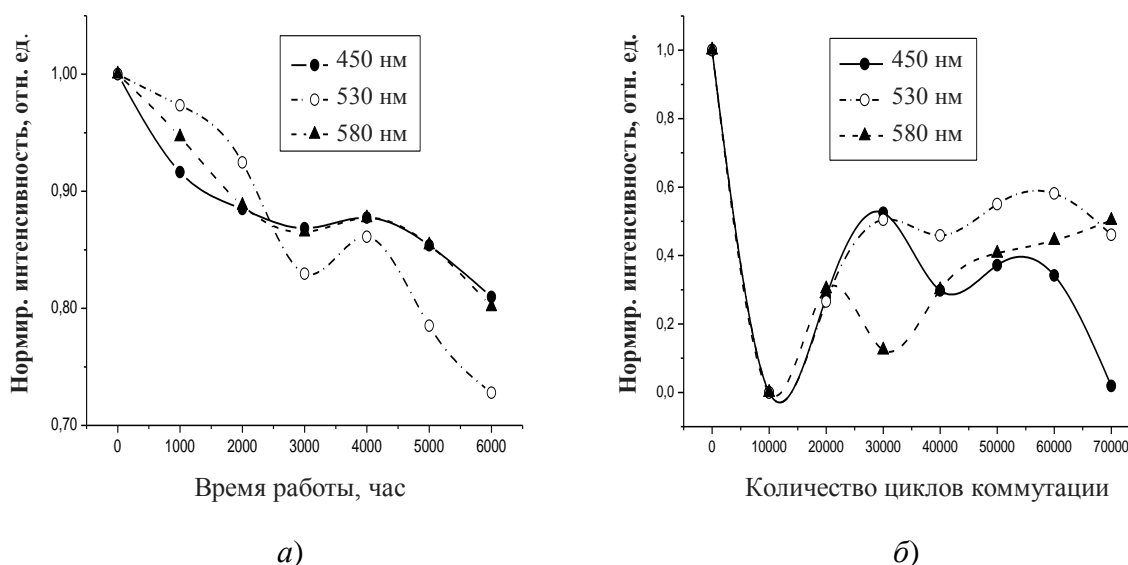 Нормир. интенсивность, отн. ед.
1,00
0,90
0,80
0,70
450 нм
530 нм
580 нм
0 1000 2000 3000 4000 5000 6000
Время работы, час
а)
Нормир. интенсивность, отн. ед.
1,0
0,8
0,6
0,4
0,2
0,0
450 нм
530 нм
580 нм
0 10000 20000 30000 40000 50000 60000 70000
Количество циклов коммутации
б)